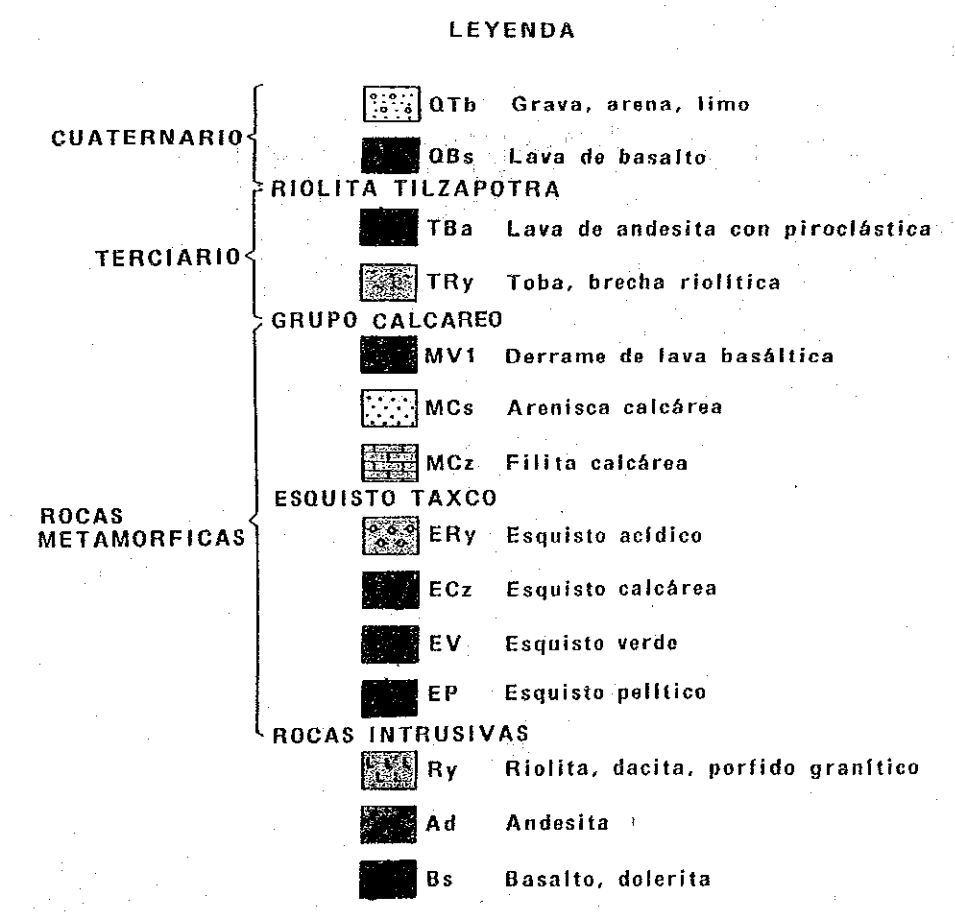 LEYENDA
QTb Grava, arena, limo
CUATERNARIO
QBs Lava de basalto
RIOLITA TILZAPOTRA
TBa Lava de andesita con piroclástica
TERCIARIO
TRy Toba, brecha riolítica
GRUPO CALCAREO
MV1 Derrame de lava basáltica
MCs Arenisca calcárea
MCz Filita calcárea
ESQUISTO TAXCO
ROCAS
METAMORFICAS
ERy Esquisto acídico
ECz Esquisto calcárea
EV Esquisto verde
EP Esquisto pelítico
ROCAS INTRUSIVAS
Ry Riolita, dacita, porfido granítico
Ad Andesita
Bs Basalto, dolerita